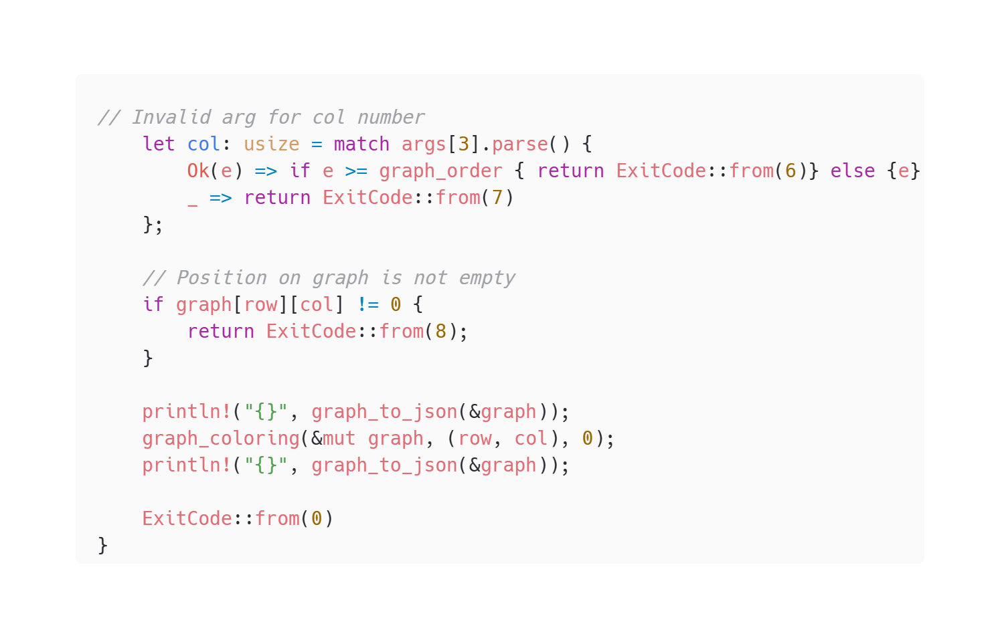 // Invalid arg for col number
    let col: usize = match args[3].parse() {
        Ok(e) => if e >= graph_order { return ExitCode::from(6)} else {e}
        _ => return ExitCode::from(7)
    };

    // Position on graph is not empty
    if graph[row][col] != 0 {
        return ExitCode::from(8);
    }

    println!("{}", graph_to_json(&graph));
    graph_coloring(&mut graph, (row, col), 0);
    println!("{}", graph_to_json(&graph));

    ExitCode::from(0)
}